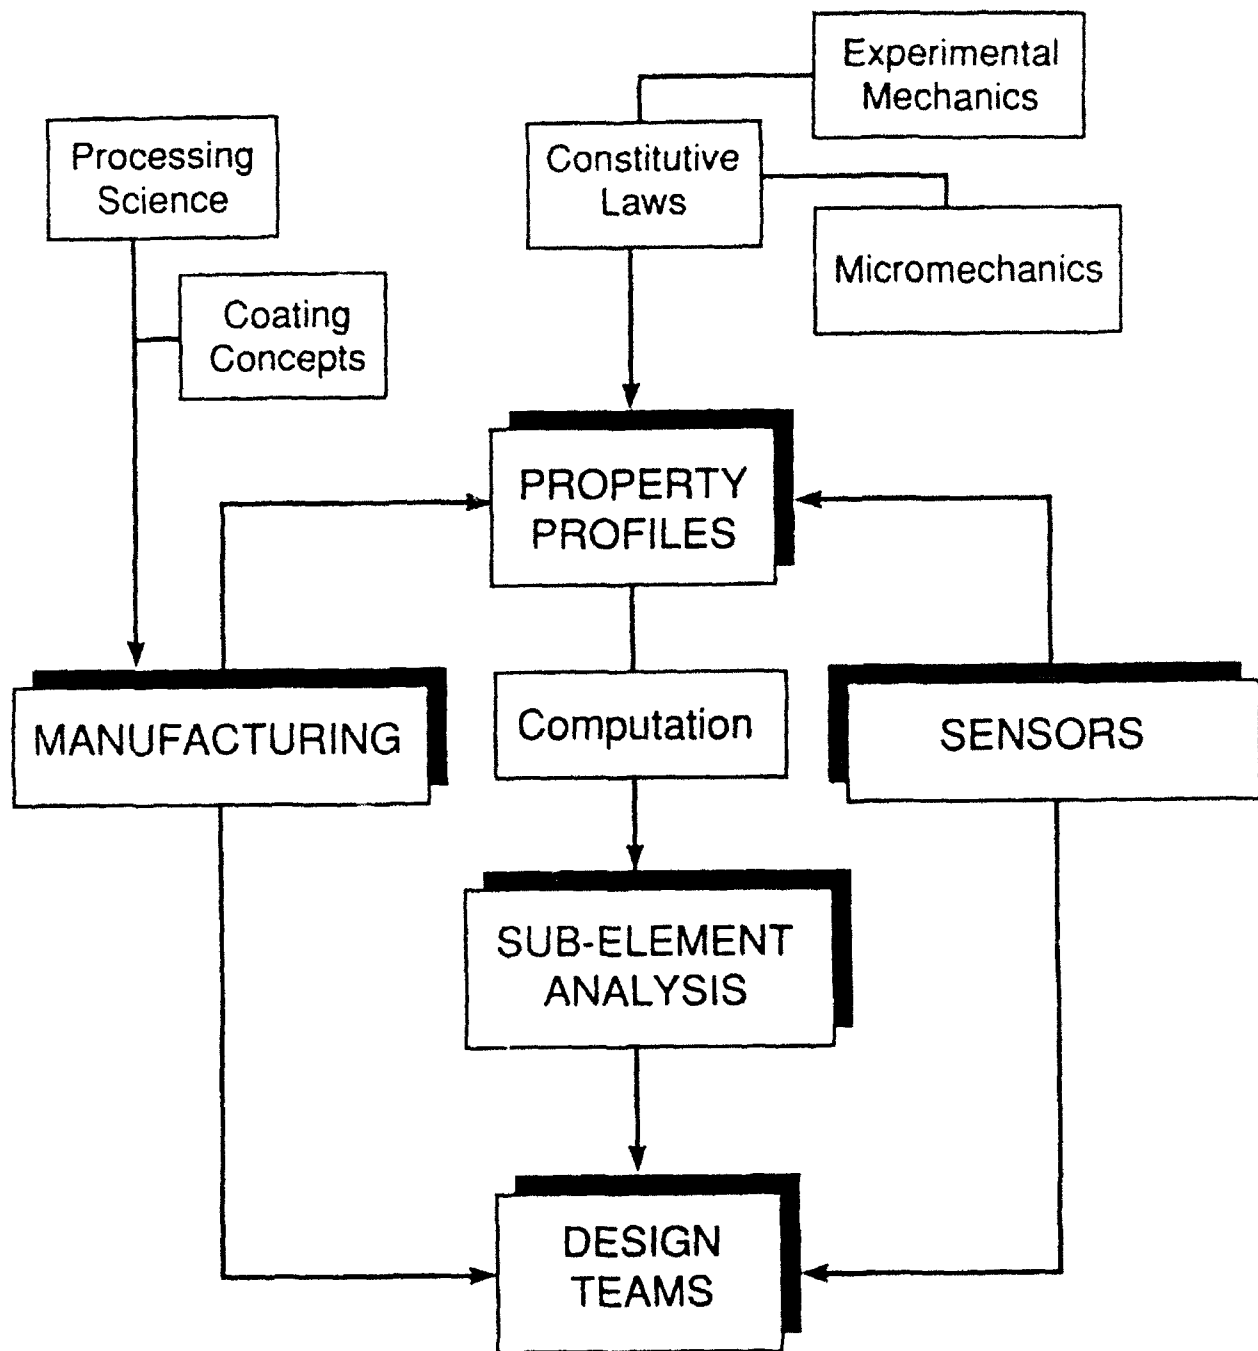 Experimental
Mechanics
Processing
Science
Constitutive
Laws
Micromechanics
Coating
Concepts
PROPERTY
PROFILES
MANUFACTURING
Computation
SENSORS
SUB-ELEMENT
ANALYSIS
DESIGN
TEAMS